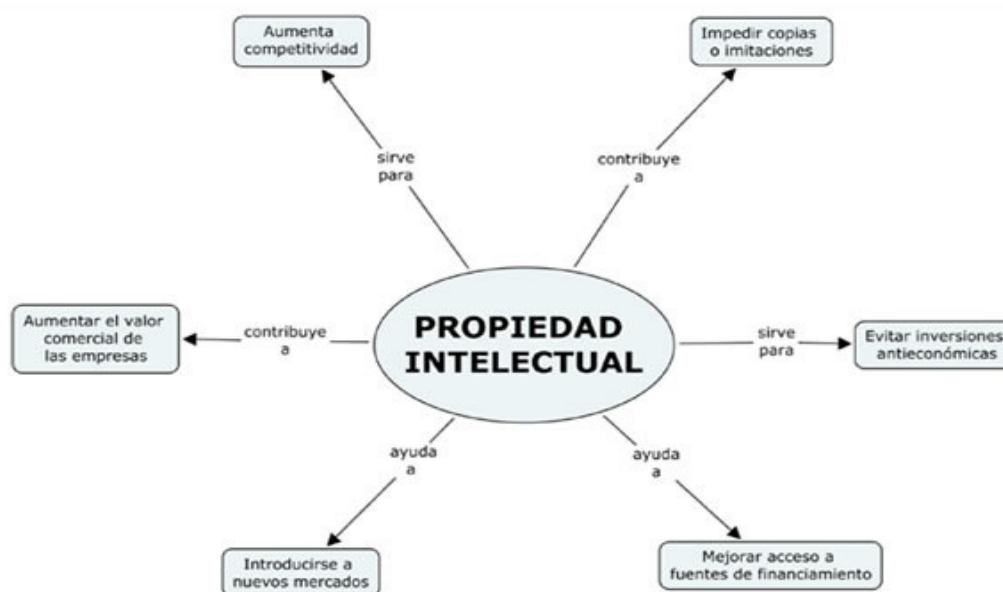 Aumenta
competitividad
Impedir copias
o imitaciones
sirve
para
contribuye
a
Aumentar el valor
comercial de
las empresas
contribuye
a
PROPIEDAD
INTELECTUAL
sirve
para
Evitar inversiones
antieconómicas
ayuda
a
ayuda
a
Introducirse a
nuevos mercados
Mejorar acceso a
fuentes de financiamiento